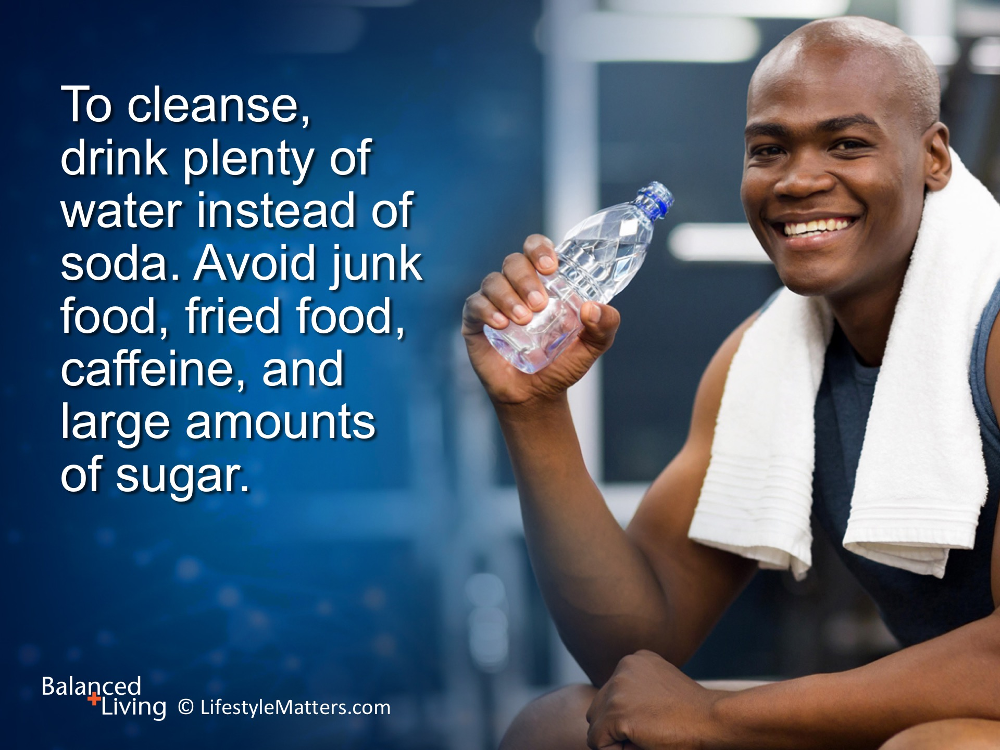 To cleanse,
drink plenty of
water instead of
soda. Avoid junk
food, fried food,
caffeine, and
large amounts
of sugar.
Balanced
Living © LifestyleMatters.com